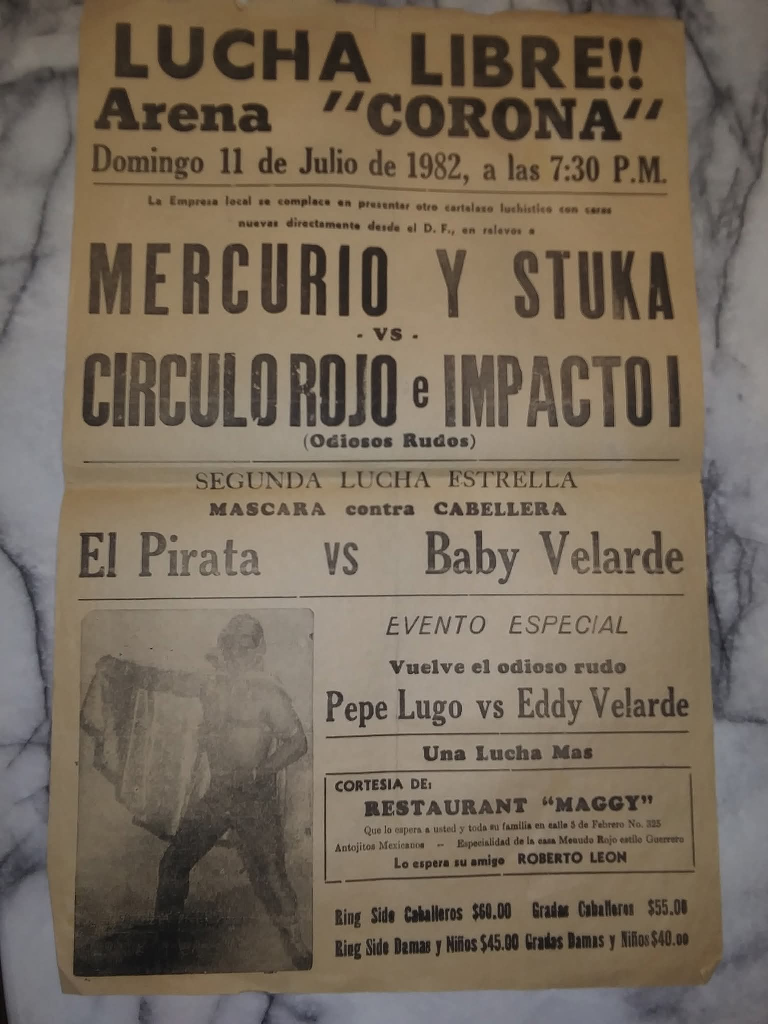 LUCHA LIBRE!!
Arena "CORONA"
Domingo 11 de Julio de 1982, a las 7:30 P.M.
La Empresa local se complace en presentar otro cartelazo luchistico con caras
nuevas directamente desde el D. F., en relevos a
MERCURIO Y STUKA
- VS -
CIRCULO ROJO e IMPACTO I
(Odiosos Rudos)
SEGUNDA LUCHA ESTRELLA
MASCARA contra CABELLERA
El Pirata vs Baby Velarde
EVENTO ESPECIAL
Vuelve el odioso rudo
Pepe Lugo vs Eddy Velarde
Una Lucha Mas
CORTESIA DE:
RESTAURANT "MAGGY"
Que lo espera a usted y toda su familia en calle 5 de Febrero No. 325
Antojitos Mexicanos -- Especialidad de la casa Menudo Rojo estilo Guerrero
Lo espera su amigo ROBERTO LEON
Ring Side Caballeros $60.00 Gradas Caballeros $55.00
Ring Side Damas y Niños $45.00 Gradas Damas y Niños $40.00